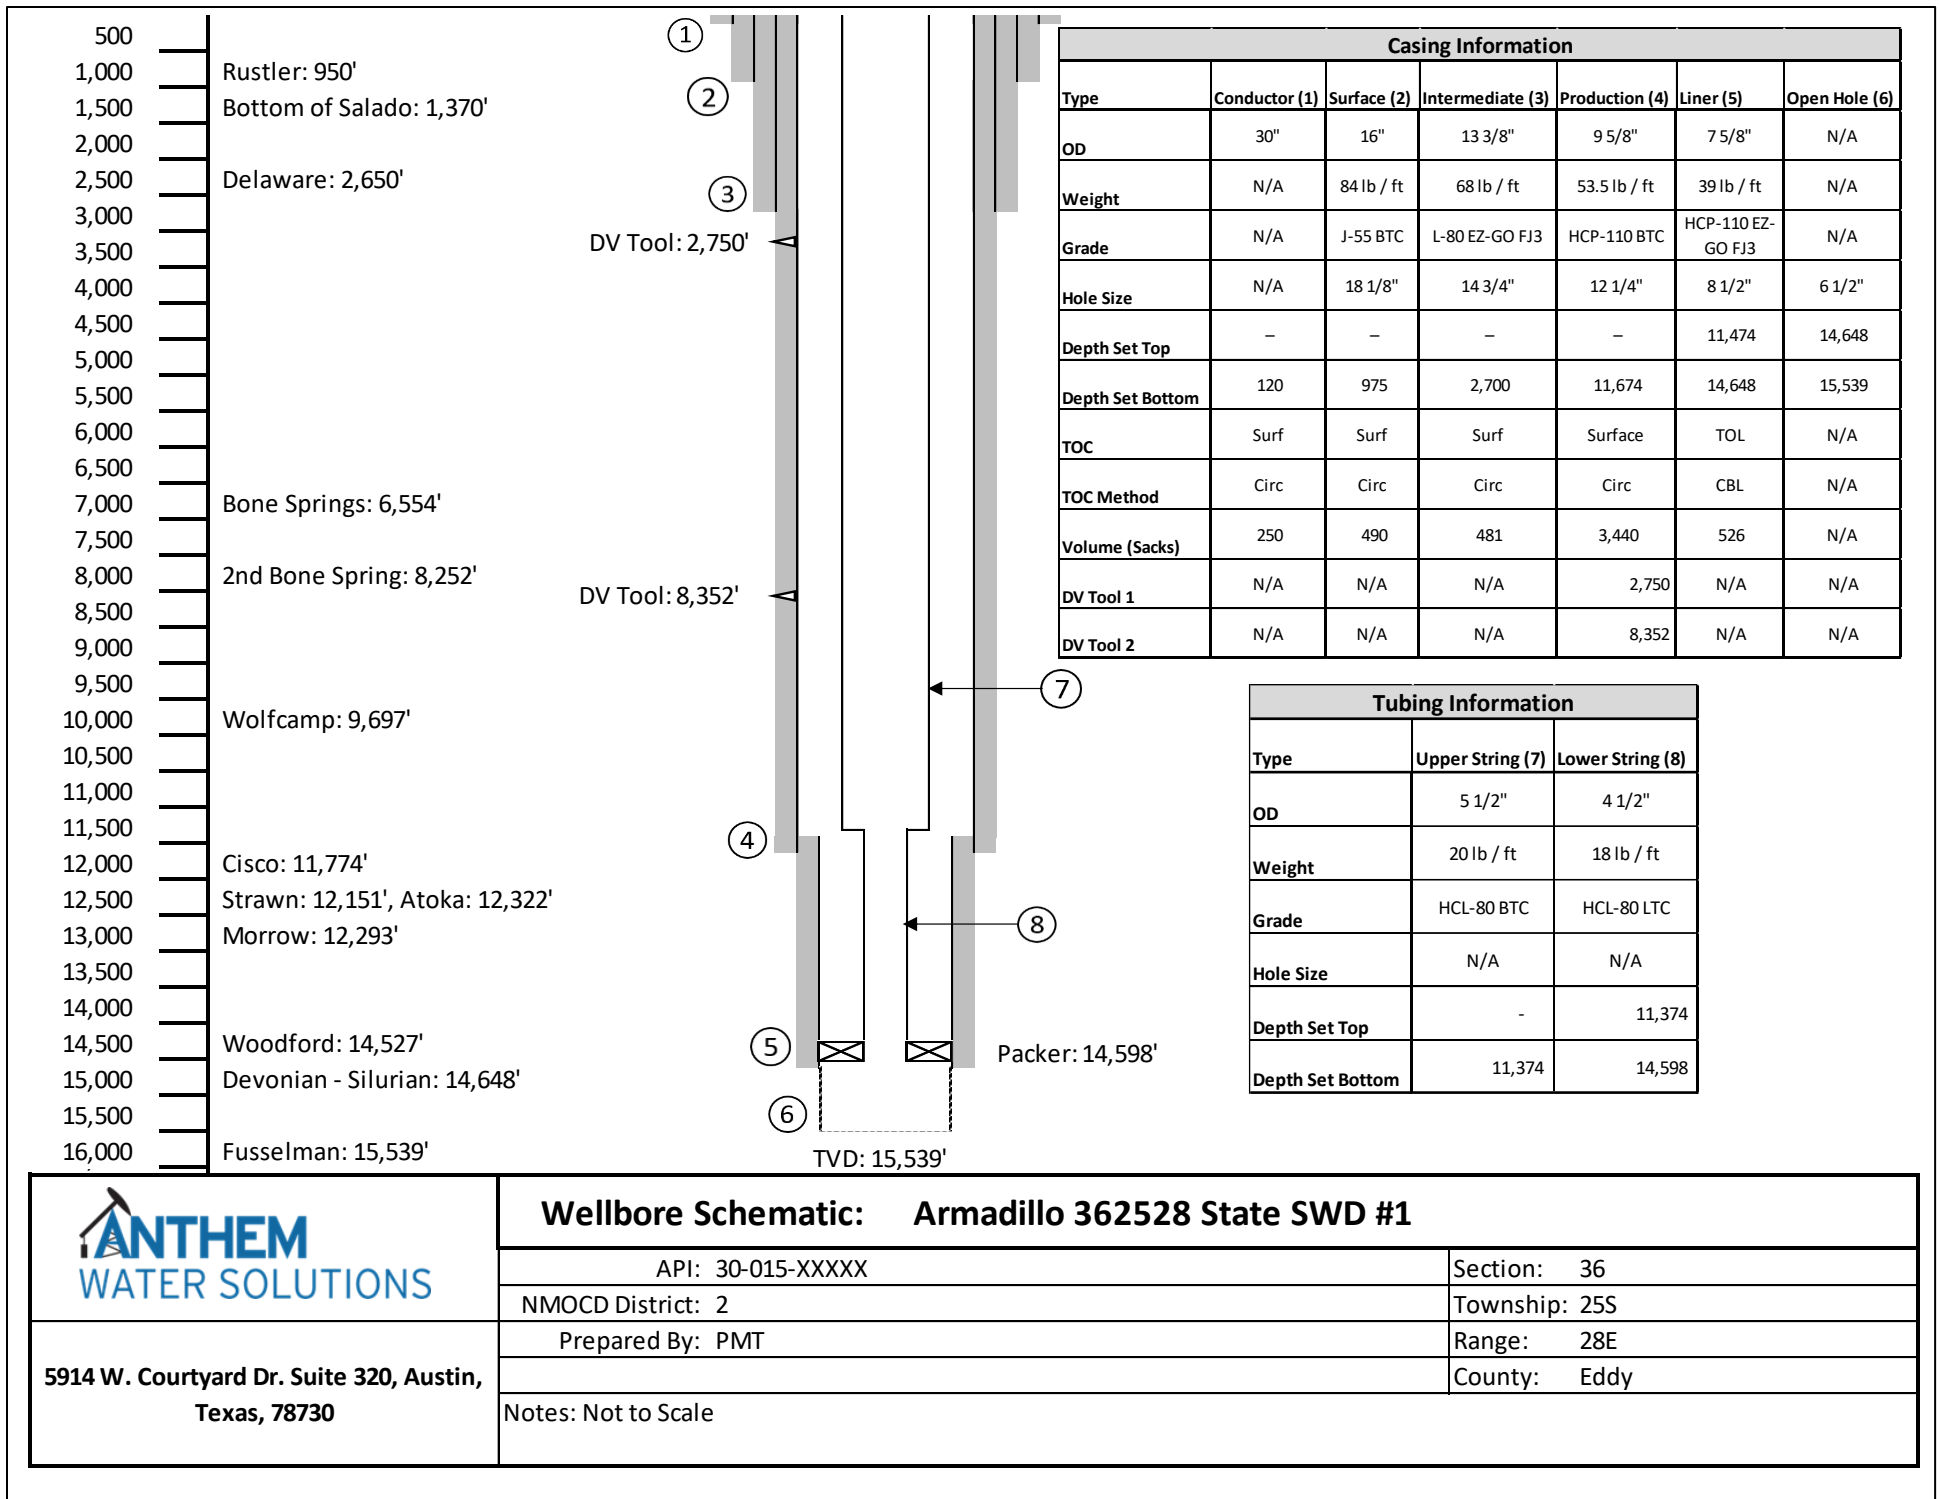 500
1,000 Rustler: 950'
1,500 Bottom of Salado: 1,370'
2,000
2,500 Delaware: 2,650'
3,000
3,500
4,000
4,500
5,000
5,500
6,000
6,500
7,000 Bone Springs: 6,554'
7,500
8,000 2nd Bone Spring: 8,252'
8,500
9,000
9,500
10,000 Wolfcamp: 9,697'
10,500
11,000
11,500
12,000 Cisco: 11,774'
12,500 Strawn: 12,151', Atoka: 12,322'
13,000 Morrow: 12,293'
13,500
14,000
14,500 Woodford: 14,527'
15,000 Devonian - Silurian: 14,648'
15,500
16,000 Fusselman: 15,539'
1
2
3
DV Tool: 2,750'
DV Tool: 8,352'
7
4
8
5
Packer: 14,598'
6
TVD: 15,539'
Casing Information
Type Conductor (1) Surface (2) Intermediate (3) Production (4) Liner (5) Open Hole (6)
OD 30" 16" 13 3/8" 9 5/8" 7 5/8" N/A
Weight N/A 84 lb / ft 68 lb / ft 53.5 lb / ft 39 lb / ft N/A
Grade N/A J-55 BTC L-80 EZ-GO FJ3 HCP-110 BTC HCP-110 EZ-GO FJ3 N/A
Hole Size N/A 18 1/8" 14 3/4" 12 1/4" 8 1/2" 6 1/2"
Depth Set Top – – – – 11,474 14,648
Depth Set Bottom 120 975 2,700 11,674 14,648 15,539
TOC Surf Surf Surf Surface TOL N/A
TOC Method Circ Circ Circ Circ CBL N/A
Volume (Sacks) 250 490 481 3,440 526 N/A
DV Tool 1 N/A N/A N/A 2,750 N/A N/A
DV Tool 2 N/A N/A N/A 8,352 N/A N/A
Tubing Information
Type Upper String (7) Lower String (8)
OD 5 1/2" 4 1/2"
Weight 20 lb / ft 18 lb / ft
Grade HCL-80 BTC HCL-80 LTC
Hole Size N/A N/A
Depth Set Top - 11,374
Depth Set Bottom 11,374 14,598
ANTHEM
WATER SOLUTIONS
5914 W. Courtyard Dr. Suite 320, Austin,
Texas, 78730
Wellbore Schematic: Armadillo 362528 State SWD #1
API: 30-015-XXXXX Section: 36
NMOCD District: 2 Township: 25S
Prepared By: PMT Range: 28E
County: Eddy
Notes: Not to Scale